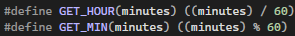 #define GET_HOUR(minutes) ((minutes) / 60)
#define GET_MIN(minutes) ((minutes) % 60)